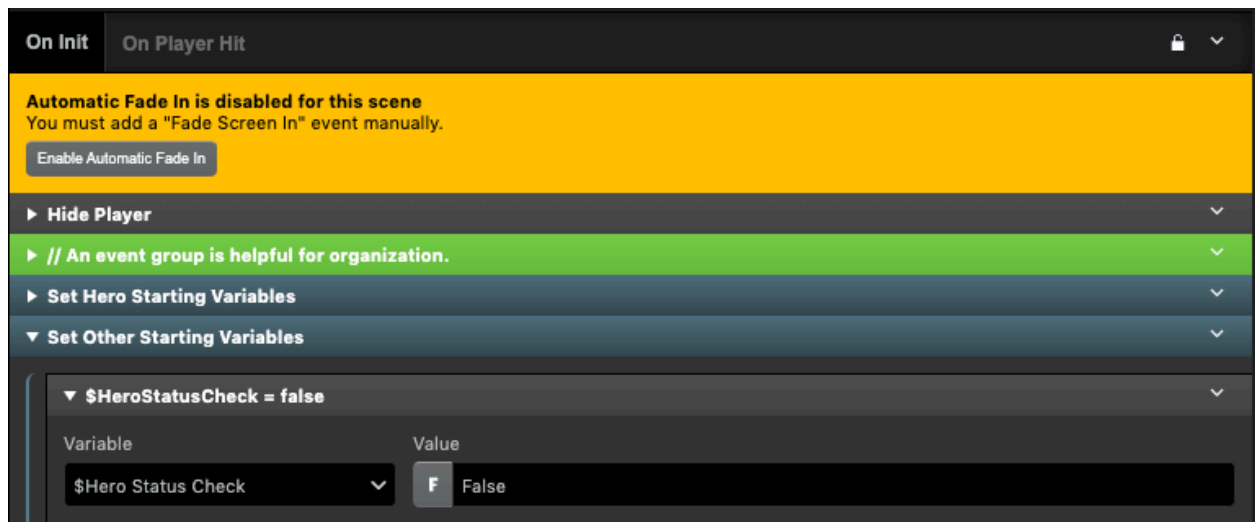 On Init On Player Hit
Automatic Fade In is disabled for this scene
You must add a "Fade Screen In" event manually.
Enable Automatic Fade In
Hide Player
// An event group is helpful for organization.
Set Hero Starting Variables
Set Other Starting Variables
$HeroStatusCheck = false
Variable Value
$Hero Status Check F False